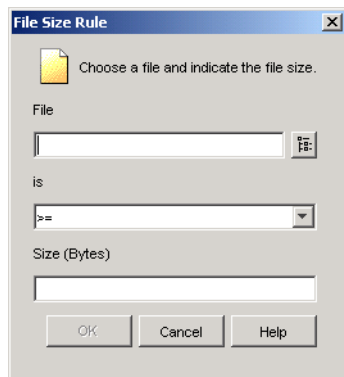 File Size Rule
Choose a file and indicate the file size.
File
is
>=
Size (Bytes)
OK Cancel Help